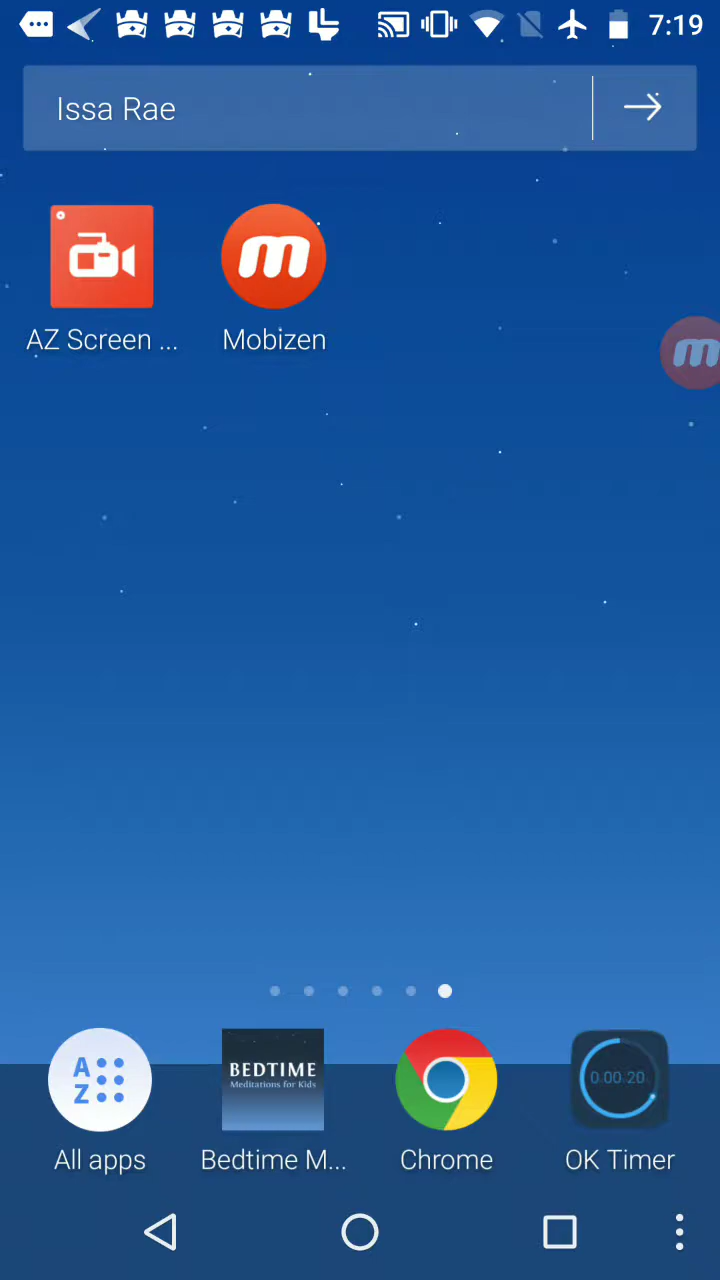 7:19
Issa Rae
AZ Screen ...
Mobizen
A
Z
BEDTIME
Meditations for Kids
0:00.20
All apps
Bedtime M...
Chrome
OK Timer